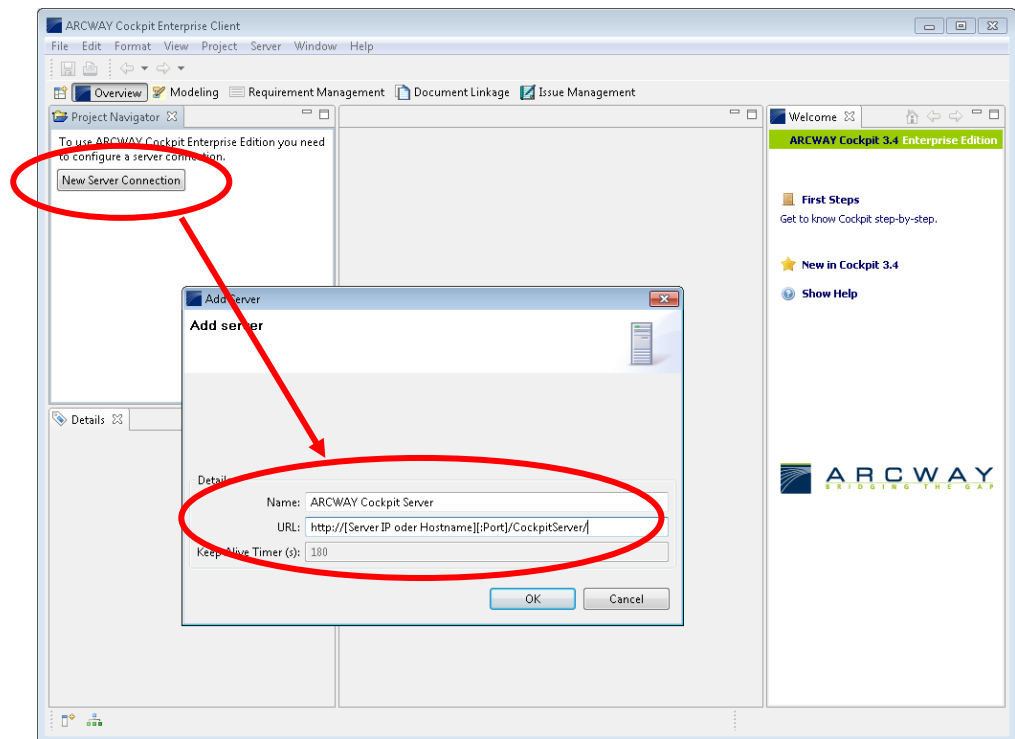 ARCWAY Cockpit Enterprise Client
File Edit Format View Project Server Window Help
Overview Modeling Requirement Management Document Linkage Issue Management
Project Navigator
To use ARCWAY Cockpit Enterprise Edition you need
to configure a server connection.
New Server Connection
Welcome
ARCWAY Cockpit 3.4 Enterprise Edition
First Steps
Get to know Cockpit step-by-step.
New in Cockpit 3.4
Show Help
Add Server
Add server
Details
Details
Name: ARCWAY Cockpit Server
URL: http://[Server IP oder Hostname][:Port]/CockpitServer/
Keep Alive Timer (s): 180
OK Cancel
ARCWAY
BRIDGING THE GAP